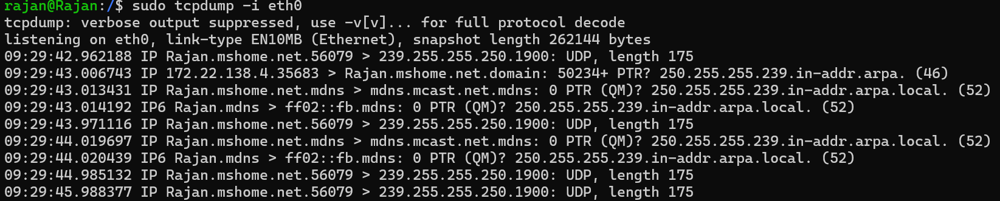 rajan@Rajan:/$ sudo tcpdump -i eth0
tcpdump: verbose output suppressed, use -v[v]... for full protocol decode
listening on eth0, link-type EN10MB (Ethernet), snapshot length 262144 bytes
09:29:42.962188 IP Rajan.mshome.net.56079 > 239.255.255.250.1900: UDP, length 175
09:29:43.006743 IP 172.22.138.4.35683 > Rajan.mshome.net.domain: 50234+ PTR? 250.255.255.239.in-addr.arpa. (46)
09:29:43.013431 IP Rajan.mshome.net.mdns > mdns.mcast.net.mdns: 0 PTR (QM)? 250.255.255.239.in-addr.arpa.local. (52)
09:29:43.014192 IP6 Rajan.mdns > ff02::fb.mdns: 0 PTR (QM)? 250.255.255.239.in-addr.arpa.local. (52)
09:29:43.971116 IP Rajan.mshome.net.56079 > 239.255.255.250.1900: UDP, length 175
09:29:44.019697 IP Rajan.mshome.net.mdns > mdns.mcast.net.mdns: 0 PTR (QM)? 250.255.255.239.in-addr.arpa.local. (52)
09:29:44.020439 IP6 Rajan.mdns > ff02::fb.mdns: 0 PTR (QM)? 250.255.255.239.in-addr.arpa.local. (52)
09:29:44.985132 IP Rajan.mshome.net.56079 > 239.255.255.250.1900: UDP, length 175
09:29:45.988377 IP Rajan.mshome.net.56079 > 239.255.255.250.1900: UDP, length 175